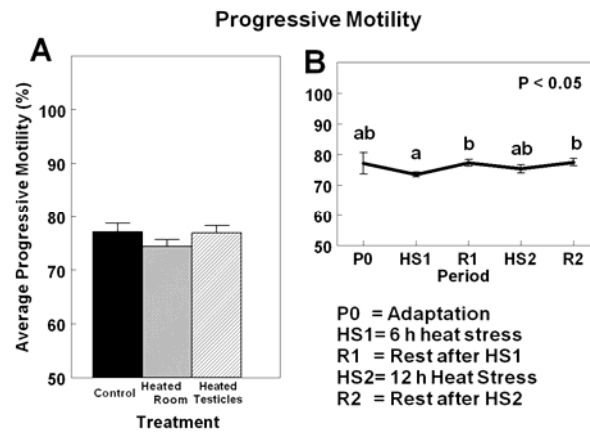 Progressive Motility
A
Average Progressive Motility (%)
100
90
80
70
60
50
Control
Heated Room
Heated Testicles
Treatment
B
P < 0.05
100
90
80
70
60
50
ab
a
b
ab
b
P0 HS1 R1 HS2 R2
Period
P0 = Adaptation
HS1= 6 h heat stress
R1 = Rest after HS1
HS2= 12 h Heat Stress
R2 = Rest after HS2